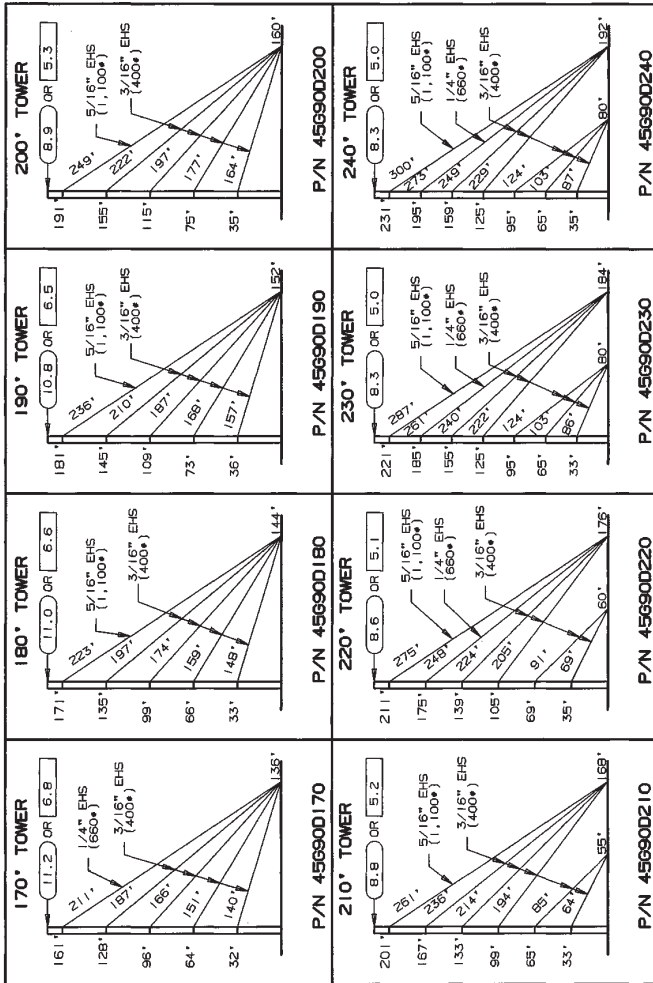 170' TOWER
11.2 OR 6.8
161'
128'
96'
64'
32'
211'
187'
166'
151'
140'
1/4" EHS
(660#)
3/16" EHS
(400#)
136'
P/N 45G90D170
180' TOWER
11.0 OR 6.6
171'
135'
99'
66'
33'
223'
197'
174'
159'
148'
5/16" EHS
(1,100#)
3/16" EHS
(400#)
144'
P/N 45G90D180
190' TOWER
10.8 OR 6.5
181'
145'
109'
73'
36'
236'
210'
187'
168'
157'
5/16" EHS
(1,100#)
3/16" EHS
(400#)
152'
P/N 45G90D190
200' TOWER
8.9 OR 5.3
191'
155'
115'
75'
35'
249'
222'
197'
177'
164'
5/16" EHS
(1,100#)
3/16" EHS
(400#)
160'
P/N 45G90D200
210' TOWER
8.8 OR 5.2
201'
167'
133'
99'
65'
33'
261'
236'
214'
194'
85'
64'
5/16" EHS
(1,100#)
3/16" EHS
(400#)
55'
168'
P/N 45G90D210
220' TOWER
8.6 OR 5.1
211'
175'
139'
105'
69'
35'
275'
248'
224'
205'
91'
69'
5/16" EHS
(1,100#)
1/4" EHS
(660#)
3/16" EHS
(400#)
60'
176'
P/N 45G90D220
230' TOWER
8.3 OR 5.0
221'
185'
155'
125'
95'
65'
33'
287'
261'
240'
222'
124'
103'
86'
5/16" EHS
(1,100#)
1/4" EHS
(660#)
3/16" EHS
(400#)
80'
184'
P/N 45G90D230
240' TOWER
8.3 OR 5.0
231'
195'
159'
125'
95'
65'
35'
300'
273'
249'
229'
124'
103'
87'
5/16" EHS
(1,100#)
1/4" EHS
(660#)
3/16" EHS
(400#)
80'
192'
P/N 45G90D240